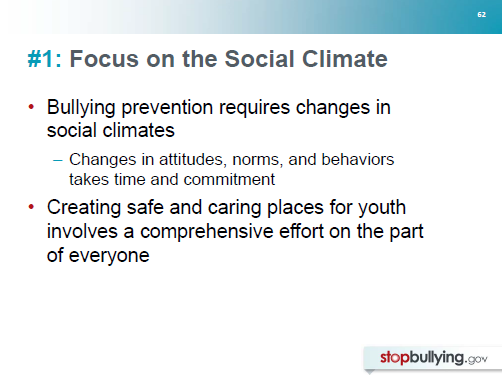 62
#1: Focus on the Social Climate
• Bullying prevention requires changes in
social climates
– Changes in attitudes, norms, and behaviors
takes time and commitment
• Creating safe and caring places for youth
involves a comprehensive effort on the part
of everyone
stopbullying.gov